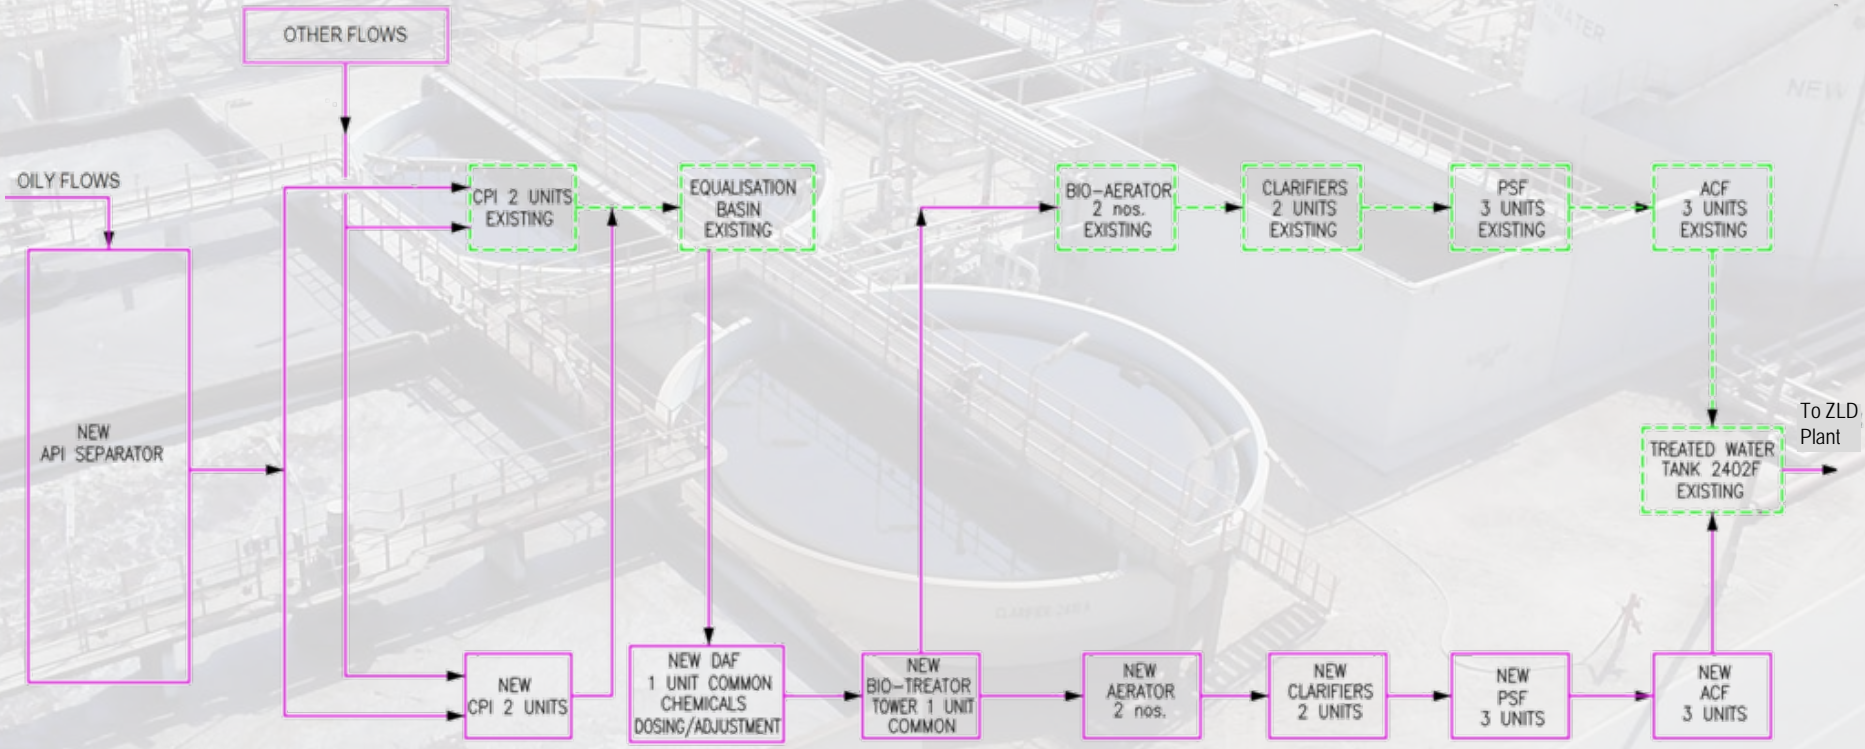 OTHER FLOWS
OILY FLOWS
CPI 2 UNITS
EXISTING
EQUALISATION
BASIN
EXISTING
BIO-AERATOR
2 nos.
EXISTING
CLARIFIERS
2 UNITS
EXISTING
PSF
3 UNITS
EXISTING
ACF
3 UNITS
EXISTING
NEW
API SEPARATOR
To ZLD
Plant
TREATED WATER
TANK 2402F
EXISTING
NEW
CPI 2 UNITS
NEW DAF
1 UNIT COMMON
CHEMICALS
DOSING/ADJUSTMENT
NEW
BIO-TREATOR
TOWER 1 UNIT
COMMON
NEW
AERATOR
2 nos.
NEW
CLARIFIERS
2 UNITS
NEW
PSF
3 UNITS
NEW
ACF
3 UNITS
NEW